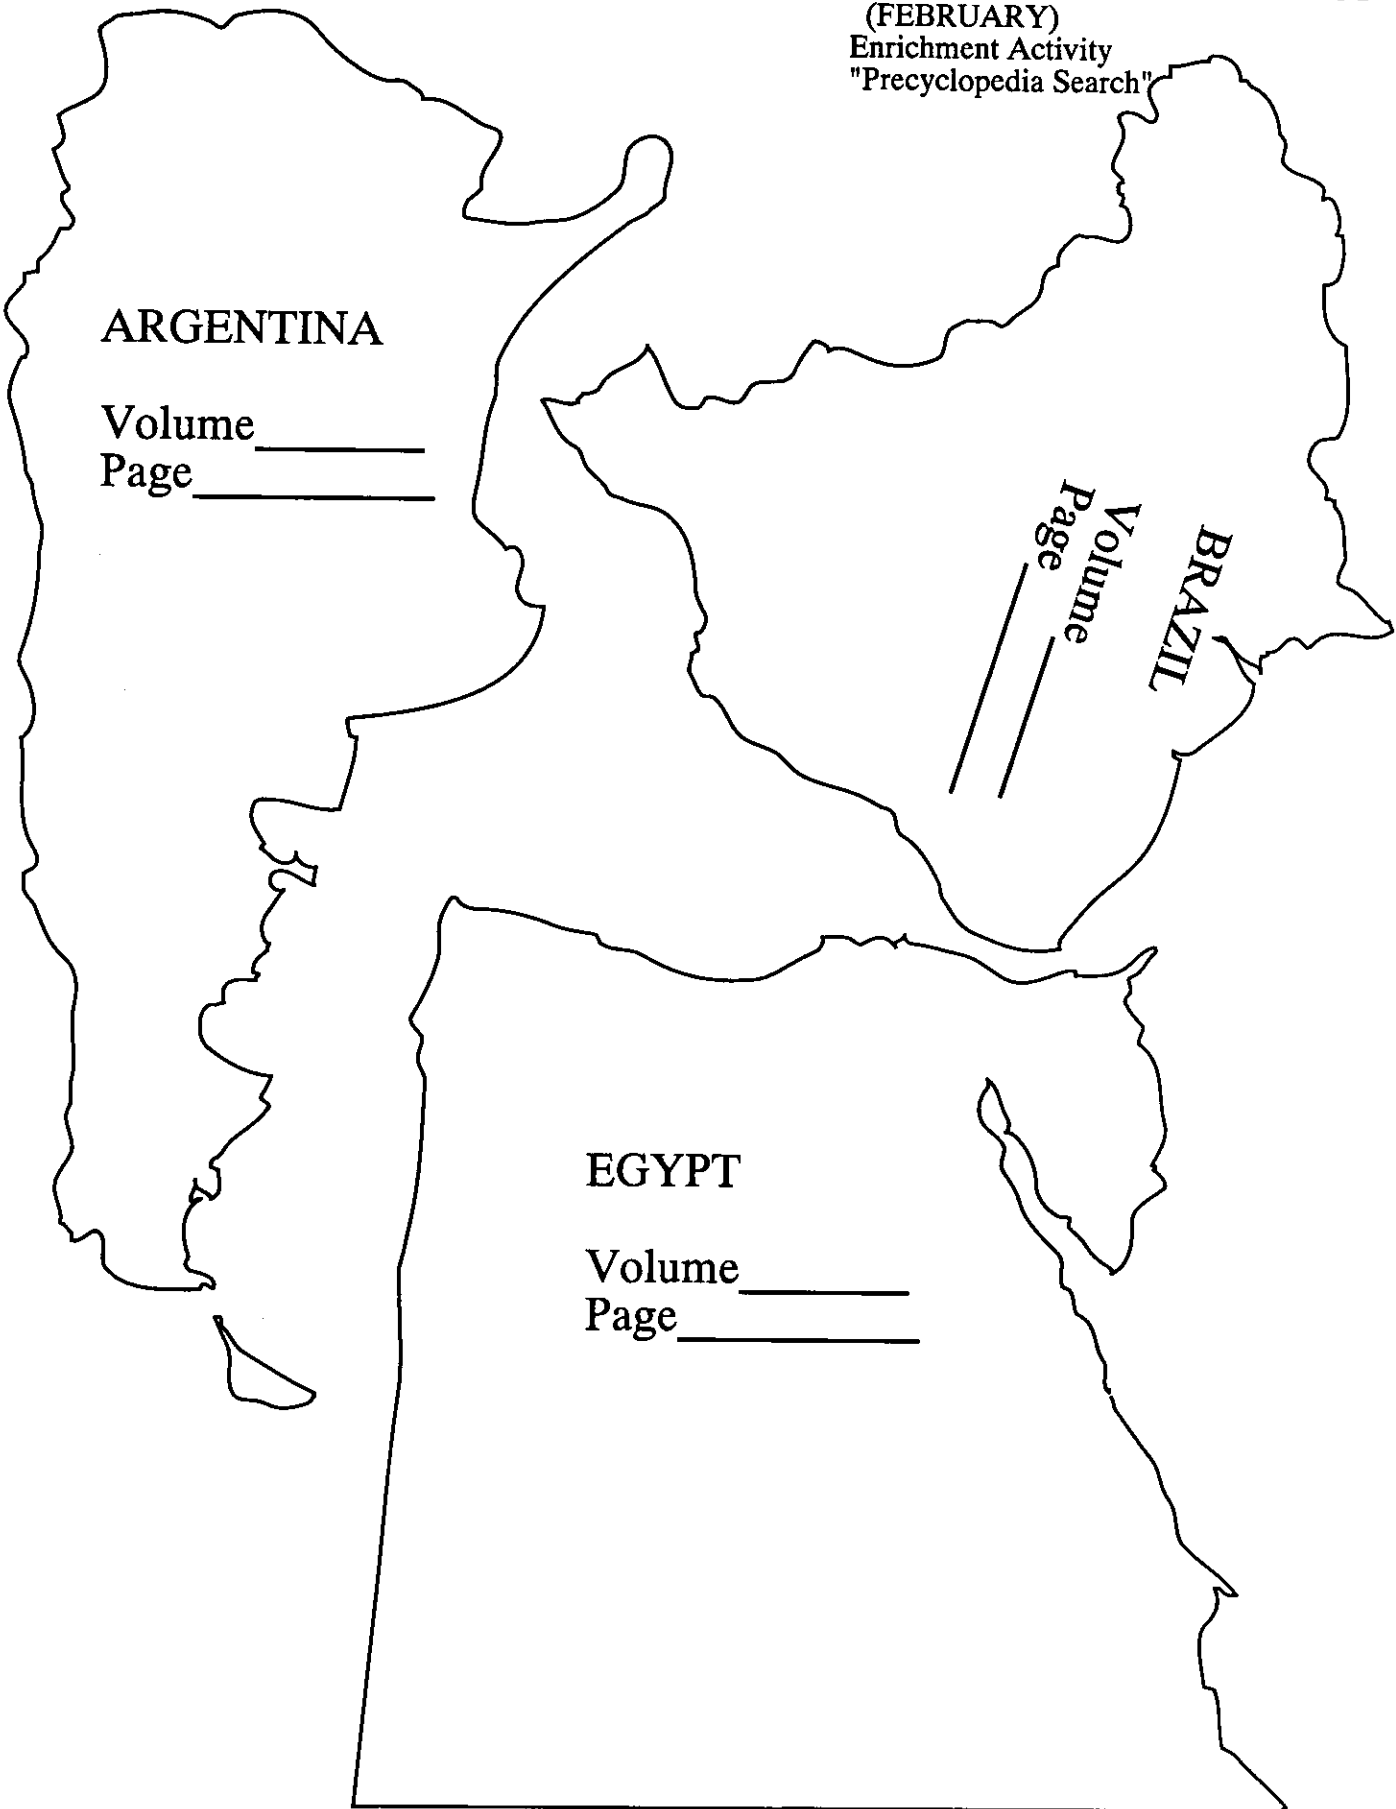 (FEBRUARY)
Enrichment Activity
"Precyclopedia Search"
ARGENTINA
Volume
Page
BRAZIL
Volume
Page
EGYPT
Volume
Page